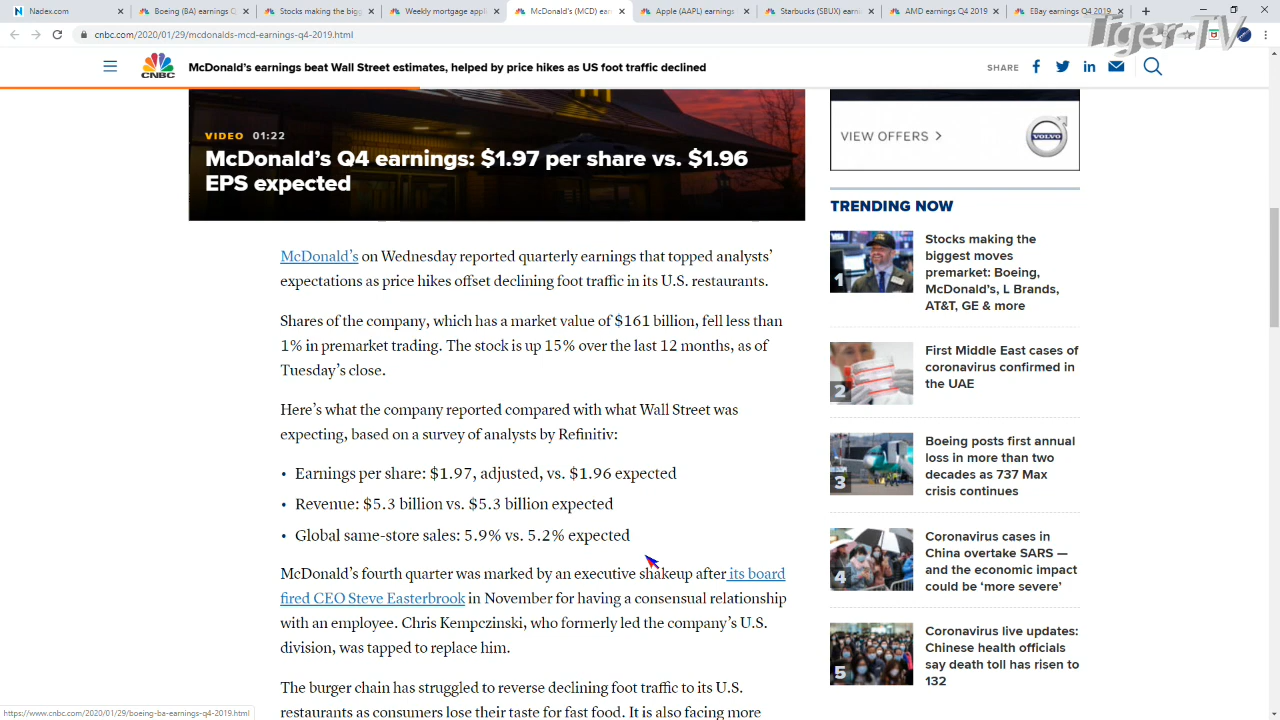 Nadex.com
Boeing (BA) earnings Q
Stocks making the bigg
Weekly mortgage appli
McDonald's (MCD) ear
Apple (AAPL) earnings
Starbucks (SBUX) earni
AMD earnings Q4 2019
EBay earnings Q4 2019
Tiger-TV
cnbc.com/2020/01/29/mcdonalds-mcd-earnings-q4-2019.html
CNBC
McDonald's earnings beat Wall Street estimates, helped by price hikes as US foot traffic declined
SHARE
VIDEO 01:22
McDonald's Q4 earnings: $1.97 per share vs. $1.96
EPS expected
McDonald's on Wednesday reported quarterly earnings that topped analysts'
expectations as price hikes offset declining foot traffic in its U.S. restaurants.
Shares of the company, which has a market value of $161 billion, fell less than
1% in premarket trading. The stock is up 15% over the last 12 months, as of
Tuesday's close.
Here's what the company reported compared with what Wall Street was
expecting, based on a survey of analysts by Refinitiv:
• Earnings per share: $1.97, adjusted, vs. $1.96 expected
• Revenue: $5.3 billion vs. $5.3 billion expected
• Global same-store sales: 5.9% vs. 5.2% expected
McDonald's fourth quarter was marked by an executive shakeup after its board
fired CEO Steve Easterbrook in November for having a consensual relationship
with an employee. Chris Kempczinski, who formerly led the company's U.S.
division, was tapped to replace him.
The burger chain has struggled to reverse declining foot traffic to its U.S.
restaurants as consumers lose their taste for fast food. It is also facing more
VIEW OFFERS
VOLVO
TRENDING NOW
1
Stocks making the
biggest moves
premarket: Boeing,
McDonald's, L Brands,
AT&T, GE & more
2
First Middle East cases of
coronavirus confirmed in
the UAE
3
Boeing posts first annual
loss in more than two
decades as 737 Max
crisis continues
4
Coronavirus cases in
China overtake SARS —
and the economic impact
could be 'more severe'
5
Coronavirus live updates:
Chinese health officials
say death toll has risen to
132
https://www.cnbc.com/2020/01/29/boeing-ba-earnings-q4-2019.html